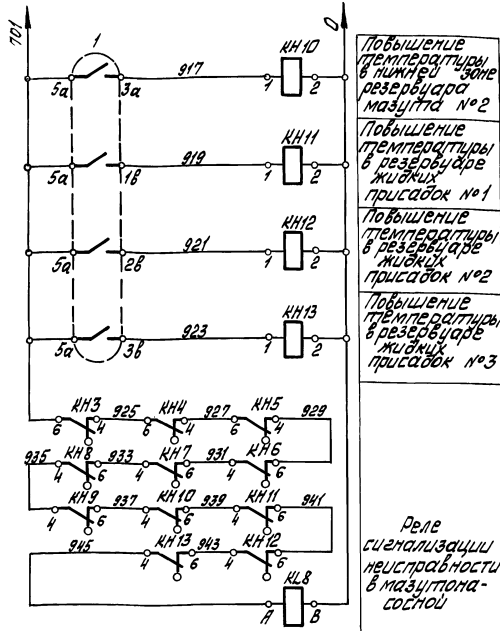 701
0
1
КН10
5а
3а
917
1
2
Повышение
температуры
в нижней зоне
резервуара
мазута №2
КН11
5а
1в
919
1
2
Повышение
температуры
в резервуаре
жидких
присадок №1
КН12
5а
2в
921
1
2
Повышение
температуры
в резервуаре
жидких
присадок №2
КН13
5а
3в
923
1
2
Повышение
температуры
в резервуаре
жидких
присадок №3
КН3 925 КН4 927 КН5 929
6 4 6 4 6 4
935 КН8 933 КН7 931 КН6
4 6 4 6 4 6
КН9 937 КН10 939 КН11 941
4 6 4 6 4 6
945 КН13 943 КН12
4 6 4 6
KL8
А В
Реле
сигнализации
неисправности
в мазутона-
сосной